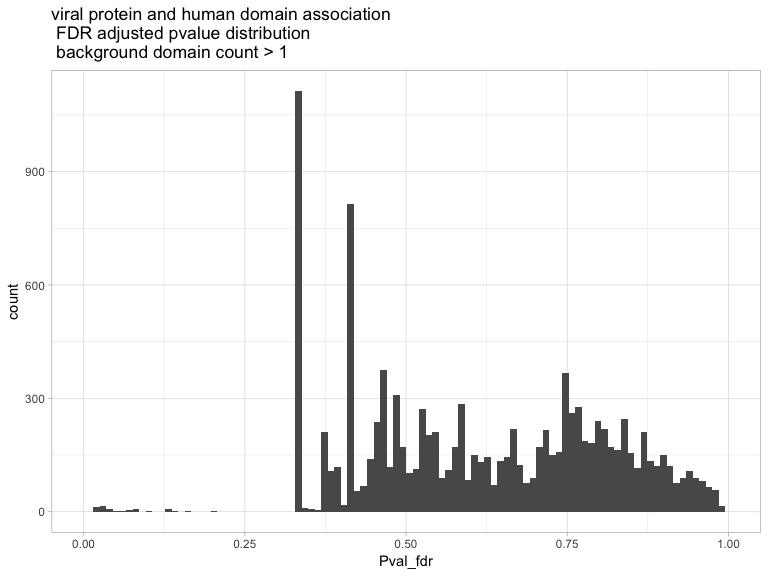 viral protein and human domain association
FDR adjusted pvalue distribution
background domain count > 1
900
600
300
0
count
0.00 0.25 0.50 0.75 1.00
Pval_fdr